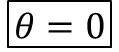 θ = 0